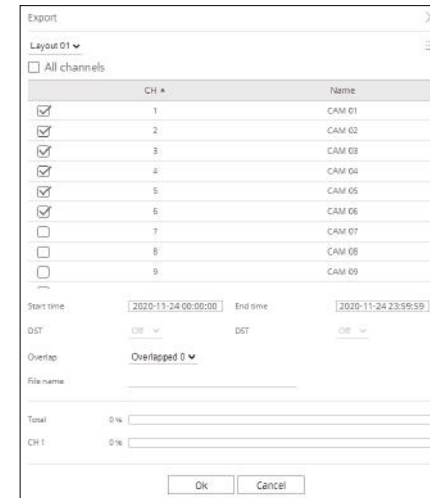 Export
Layout 01
All channels
CH Name
1 CAM 01
2 CAM 02
3 CAM 03
4 CAM 04
5 CAM 05
6 CAM 06
7 CAM 07
8 CAM 08
9 CAM 09
Start time 2020-11-24 00:00:00 End time 2020-11-24 23:59:59
DST Off DST Off
Overlap Overlapped 0
File name
Total 0 %
CH 1 0 %
Ok Cancel